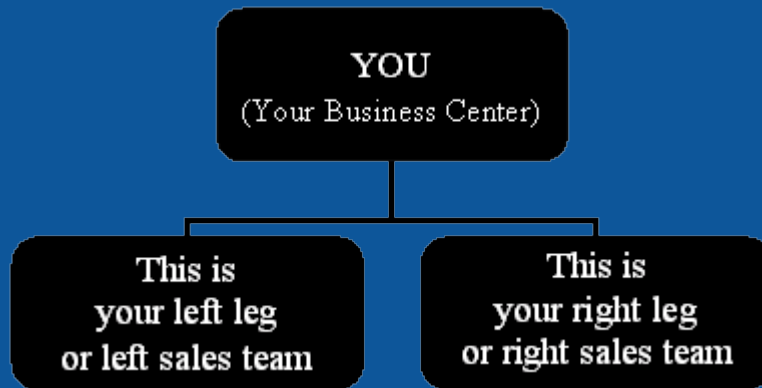 YOU
(Your Business Center)
This is
your left leg
or left sales team
This is
your right leg
or right sales team